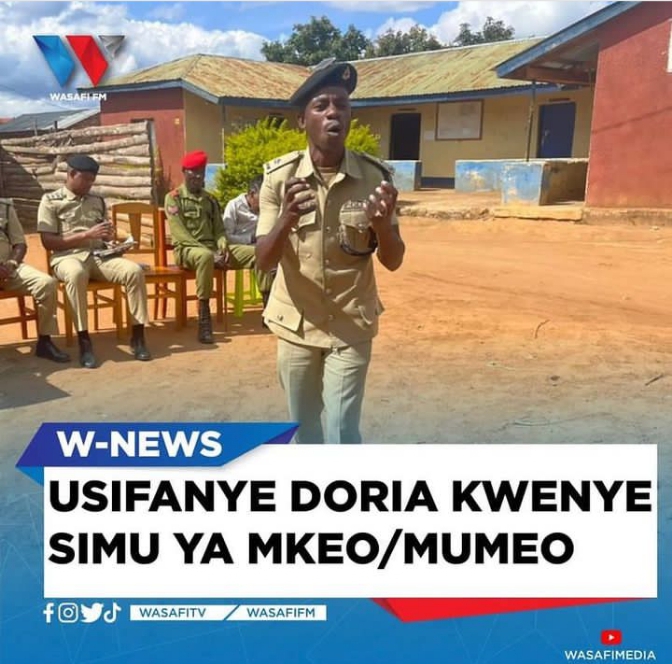 WASAFI FM
W-NEWS
USIFANYE DORIA KWENYE
SIMU YA MKEO/MUMEO
WASAFITV
WASAFIFM
WASAFIMEDIA